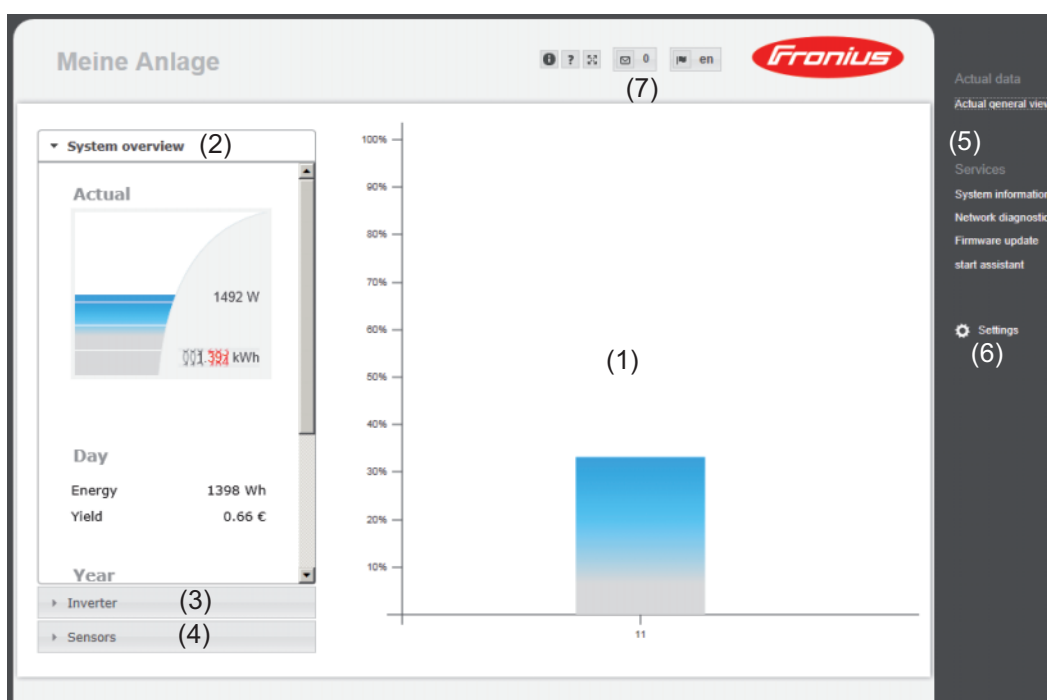 Meine Anlage
i ? 0 en
Fronius
(7)
System overview (2)
Actual
1492 W
kWh
Day
Energy 1398 Wh
Yield 0.66 €
Year
Inverter (3)
Sensors (4)
100%
90%
80%
70%
60%
50%
40%
30%
20%
10%
(1)
11
Actual data
Actual general view
(5)
Services
System information
Network diagnostic
Firmware update
start assistant
Settings
(6)